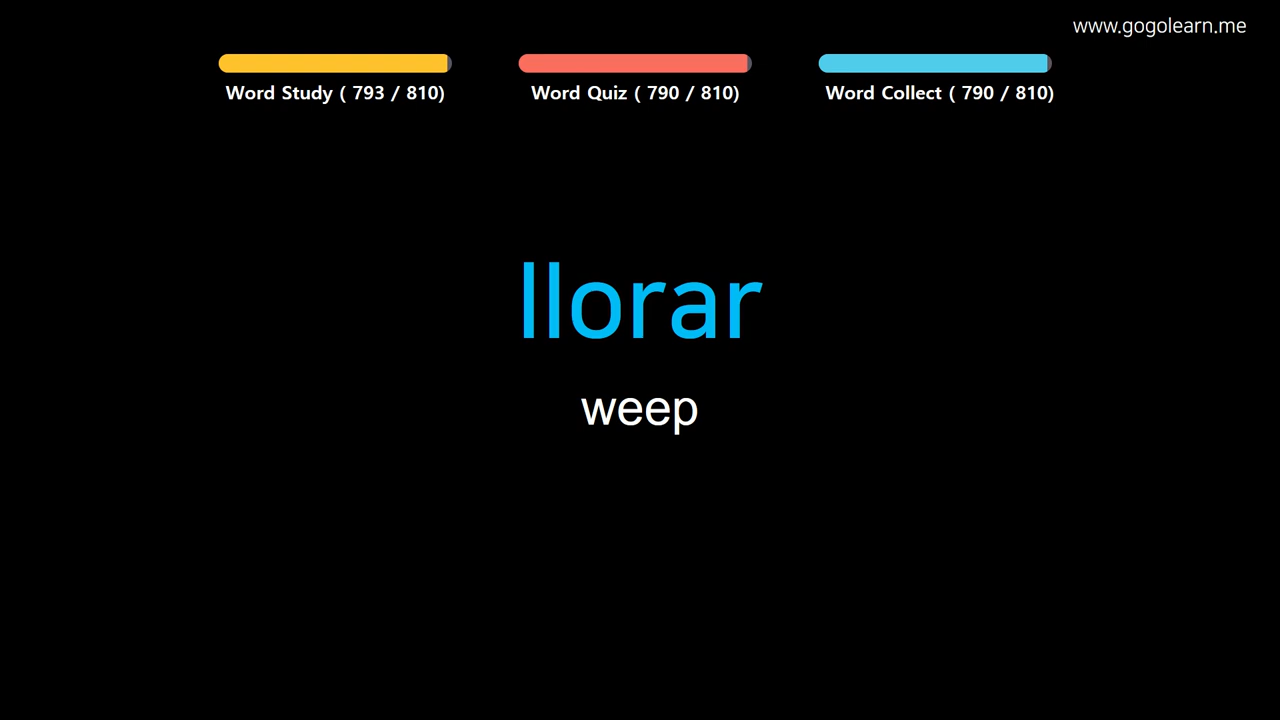 www.gogolearn.me
Word Study ( 793 / 810)
Word Quiz ( 790 / 810)
Word Collect ( 790 / 810)
llorar
weep